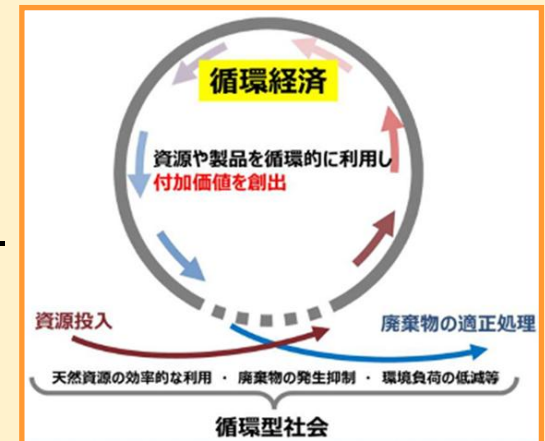 循環経済
資源や製品を循環的に利用し
付加価値を創出
資源投入
廃棄物の適正処理
天然資源の効率的な利用 ・ 廃棄物の発生抑制 ・ 環境負荷の低減等
循環型社会